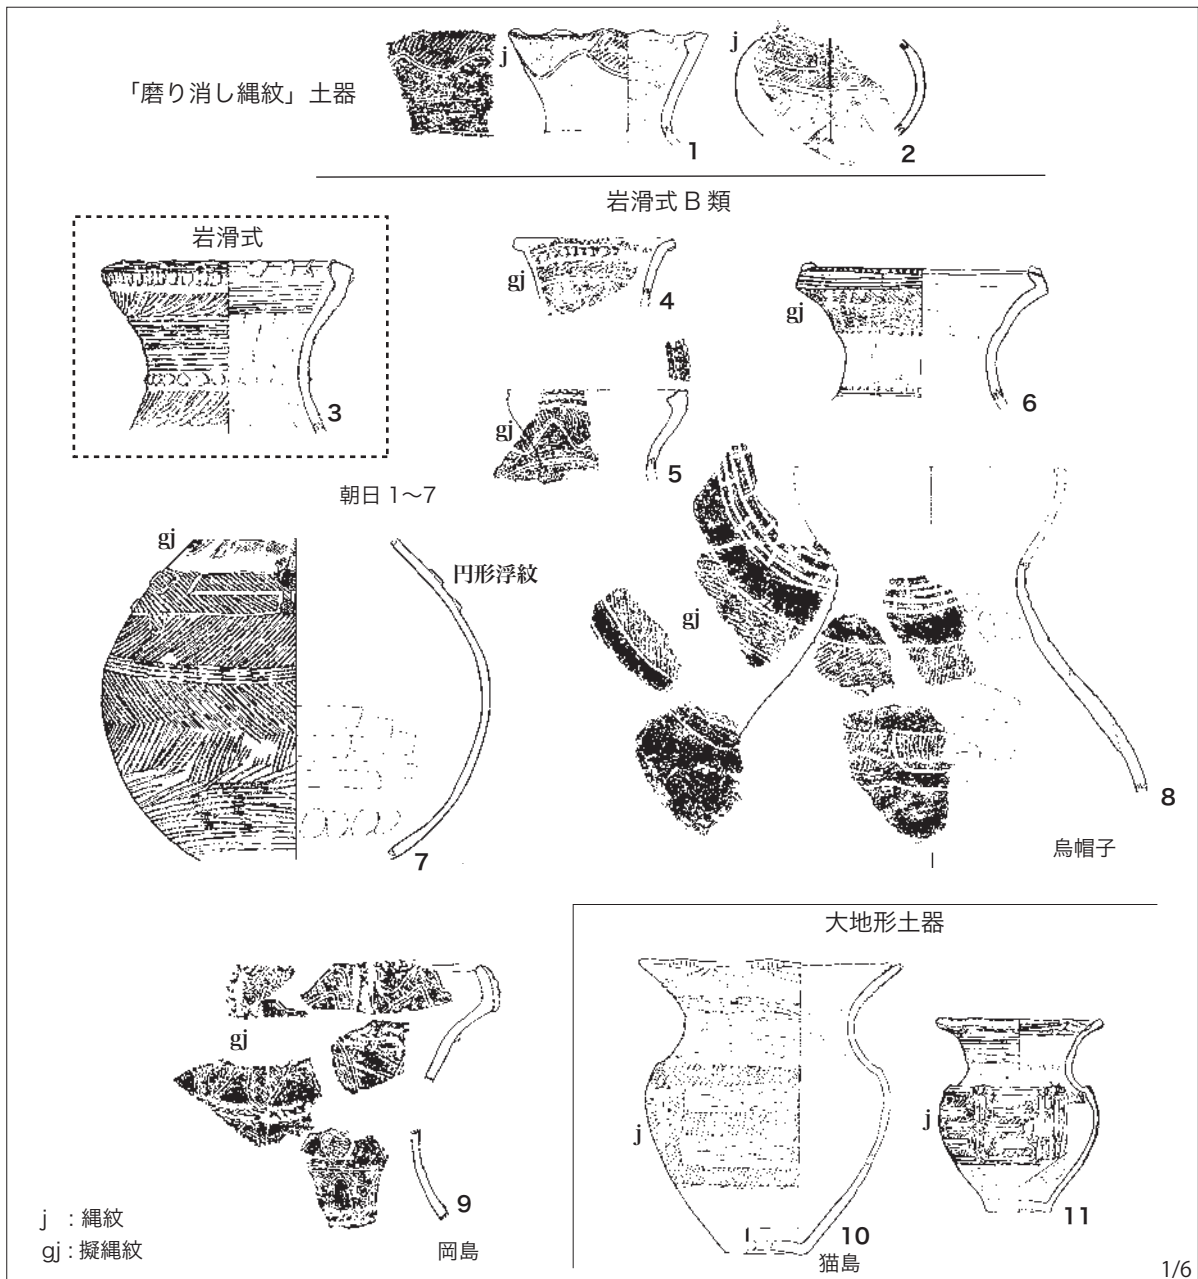 「磨り消し縄紋」土器
j
1
j
2
岩滑式 B 類
岩滑式
3
gj
4
gj
5
gj
6
朝日 1〜7
gj
円形浮紋
7
gj
8
烏帽子
大地形土器
gj
9
岡島
j
10
猫島
j
11
j : 縄紋
gj : 擬縄紋
1/6